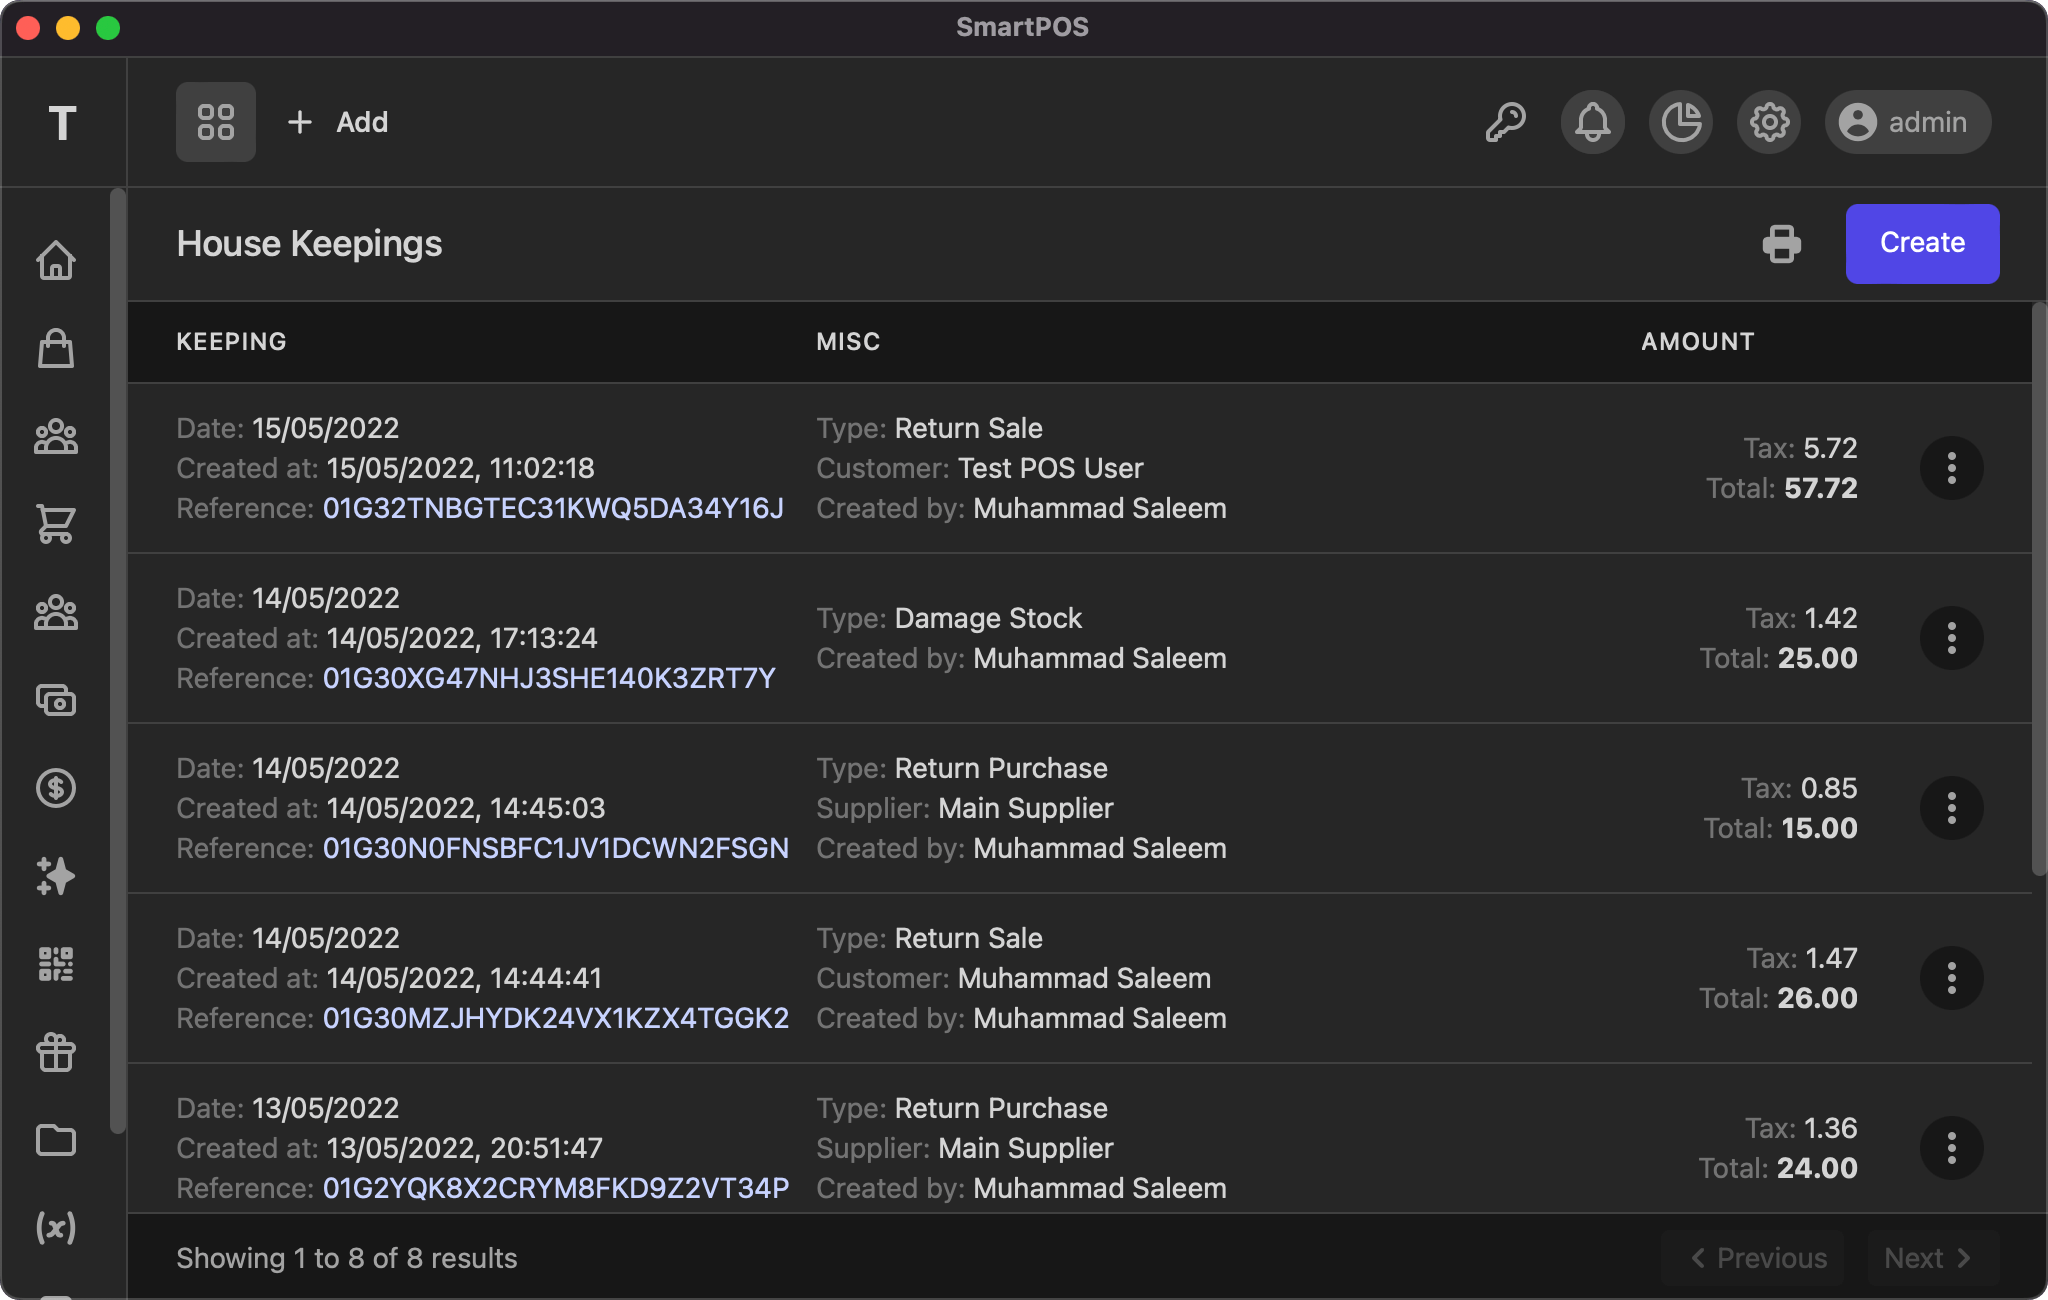 SmartPOS
T
Add
admin
House Keepings
Create
KEEPING MISC AMOUNT
Date: 15/05/2022
Created at: 15/05/2022, 11:02:18
Reference: 01G32TNBGTEC31KWQ5DA34Y16J
Type: Return Sale
Customer: Test POS User
Created by: Muhammad Saleem
Tax: 5.72
Total: 57.72
Date: 14/05/2022
Created at: 14/05/2022, 17:13:24
Reference: 01G30XG47NHJ3SHE140K3ZRT7Y
Type: Damage Stock
Created by: Muhammad Saleem
Tax: 1.42
Total: 25.00
Date: 14/05/2022
Created at: 14/05/2022, 14:45:03
Reference: 01G30N0FNSBFC1JV1DCWN2FSGN
Type: Return Purchase
Supplier: Main Supplier
Created by: Muhammad Saleem
Tax: 0.85
Total: 15.00
Date: 14/05/2022
Created at: 14/05/2022, 14:44:41
Reference: 01G30MZJHYDK24VX1KZX4TGGK2
Type: Return Sale
Customer: Muhammad Saleem
Created by: Muhammad Saleem
Tax: 1.47
Total: 26.00
Date: 13/05/2022
Created at: 13/05/2022, 20:51:47
Reference: 01G2YQK8X2CRYM8FKD9Z2VT34P
Type: Return Purchase
Supplier: Main Supplier
Created by: Muhammad Saleem
Tax: 1.36
Total: 24.00
(x)
Showing 1 to 8 of 8 results
Previous
Next